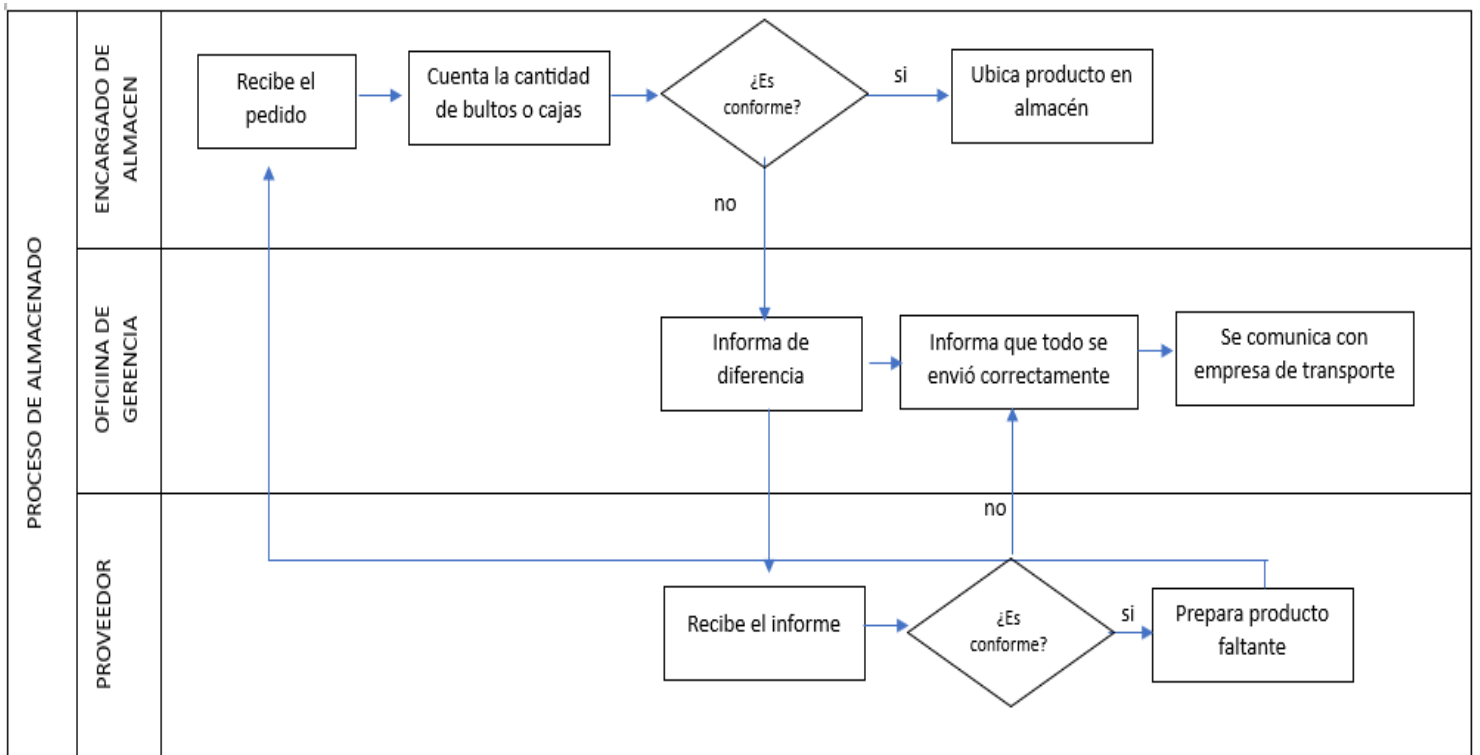 PROCESO DE ALMACENADO
ENCARGADO DE
ALMACEN
Recibe el
pedido
Cuenta la cantidad
de bultos o cajas
¿Es
conforme?
si
Ubica producto en
almacén
no
OFICIINA DE
GERENCIA
Informa de
diferencia
Informa que todo se
envió correctamente
Se comunica con
empresa de transporte
PROVEEDOR
Recibe el informe
no
¿Es
conforme?
si
Prepara producto
faltante